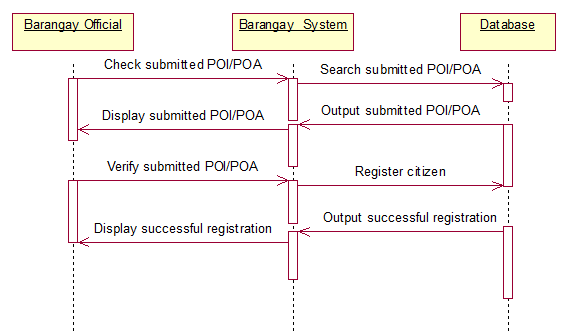 Barangay Official
Barangay System
Database
Check submitted POI/POA
Search submitted POI/POA
Output submitted POI/POA
Display submitted POI/POA
Verify submitted POI/POA
Register citizen
Output successful registration
Display successful registration